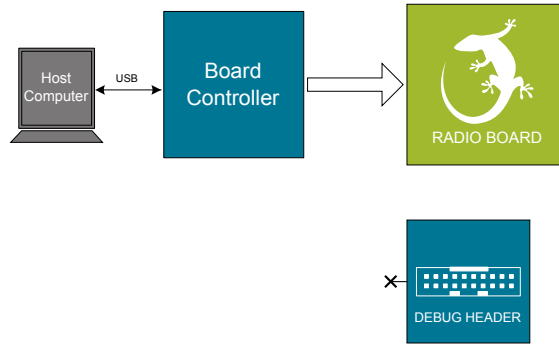 Host
Computer
USB
Board
Controller
RADIO BOARD
DEBUG HEADER